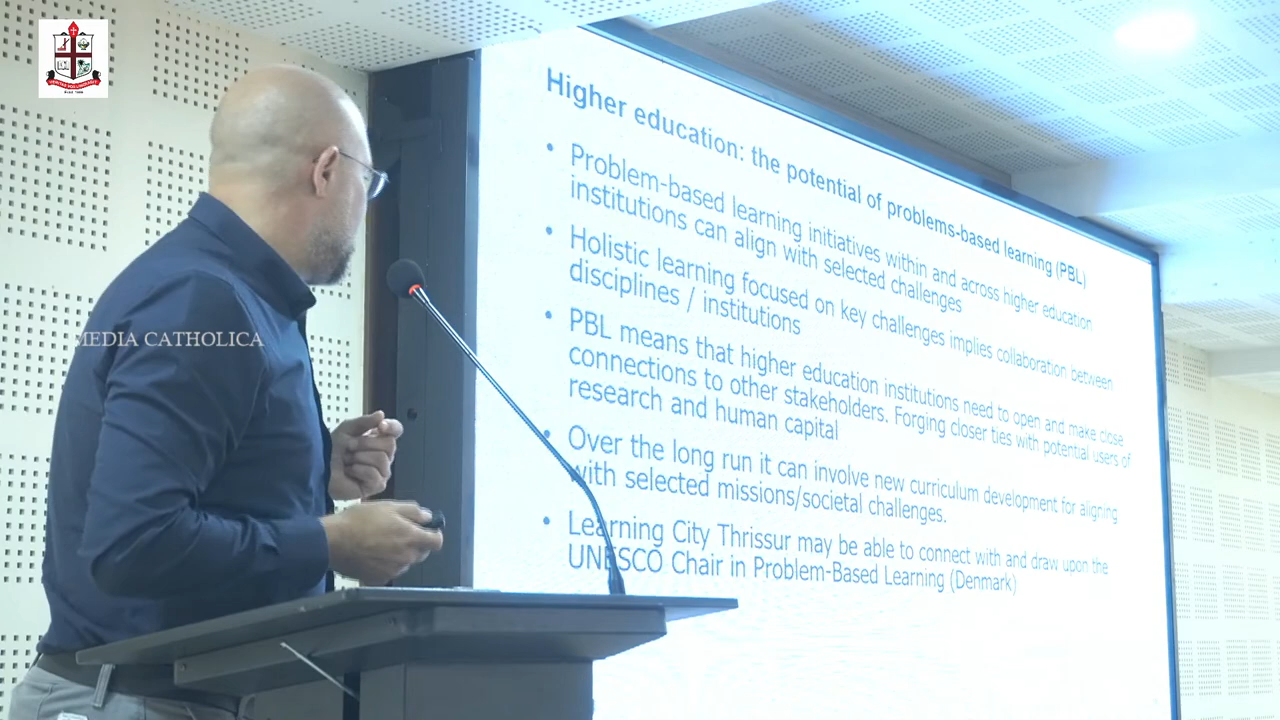 Higher education: the potential of problems-based learning (PBL)
• Problem-based learning initiatives within and across higher education
institutions can align with selected challenges
• Holistic learning focused on key challenges implies collaboration between
disciplines / institutions
• PBL means that higher education institutions need to open and make close
connections to other stakeholders. Forging closer ties with potential users of
research and human capital
• Over the long run it can involve new curriculum development for aligning
with selected missions/societal challenges.
• Learning City Thrissur may be able to connect with and draw upon the
UNESCO Chair in Problem-Based Learning (Denmark)
MEDIA CATHOLICA